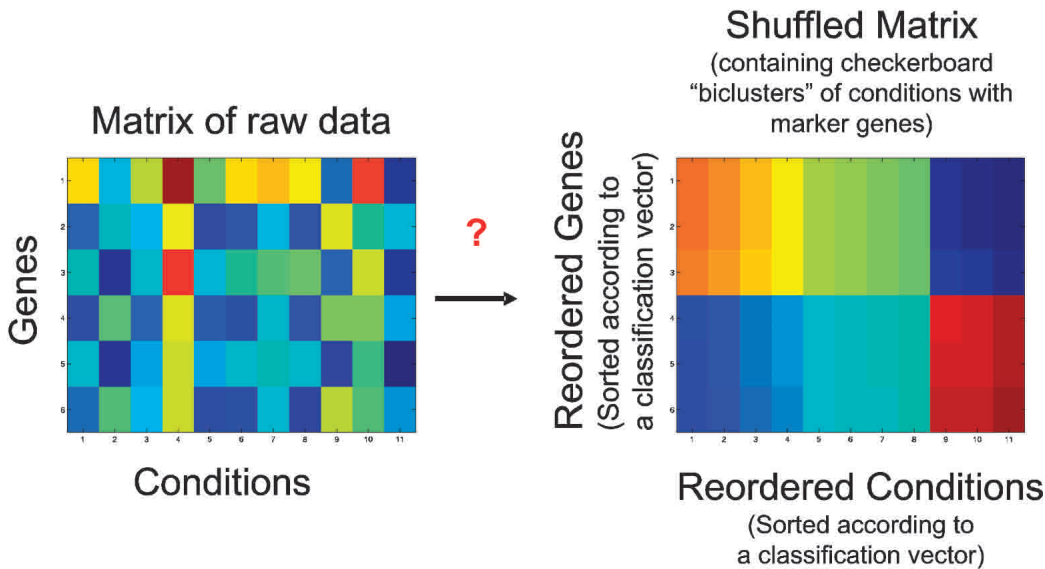 Matrix of raw data
Genes
1
2
3
4
5
6
1 2 3 4 5 6 7 8 9 10 11
Conditions
?
Shuffled Matrix
(containing checkerboard
“biclusters” of conditions with
marker genes)
Reordered Genes
(Sorted according to
a classification vector)
1
2
3
4
5
6
1 2 3 4 5 6 7 8 9 10 11
Reordered Conditions
(Sorted according to
a classification vector)